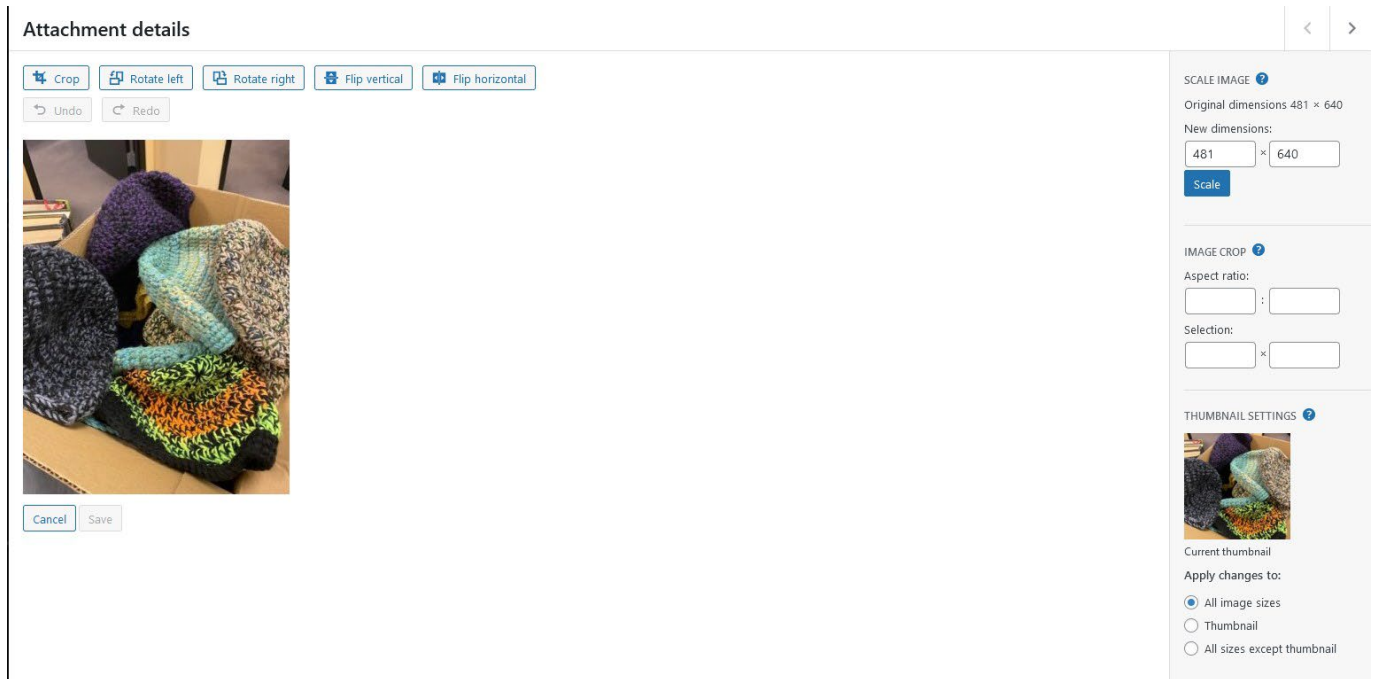 Attachment details
Crop Rotate left Rotate right Flip vertical Flip horizontal
Undo Redo
Cancel Save
SCALE IMAGE ?
Original dimensions 481 × 640
New dimensions:
481 × 640
Scale
IMAGE CROP ?
Aspect ratio:
:
Selection:
×
THUMBNAIL SETTINGS ?
Current thumbnail
Apply changes to:
All image sizes
Thumbnail
All sizes except thumbnail